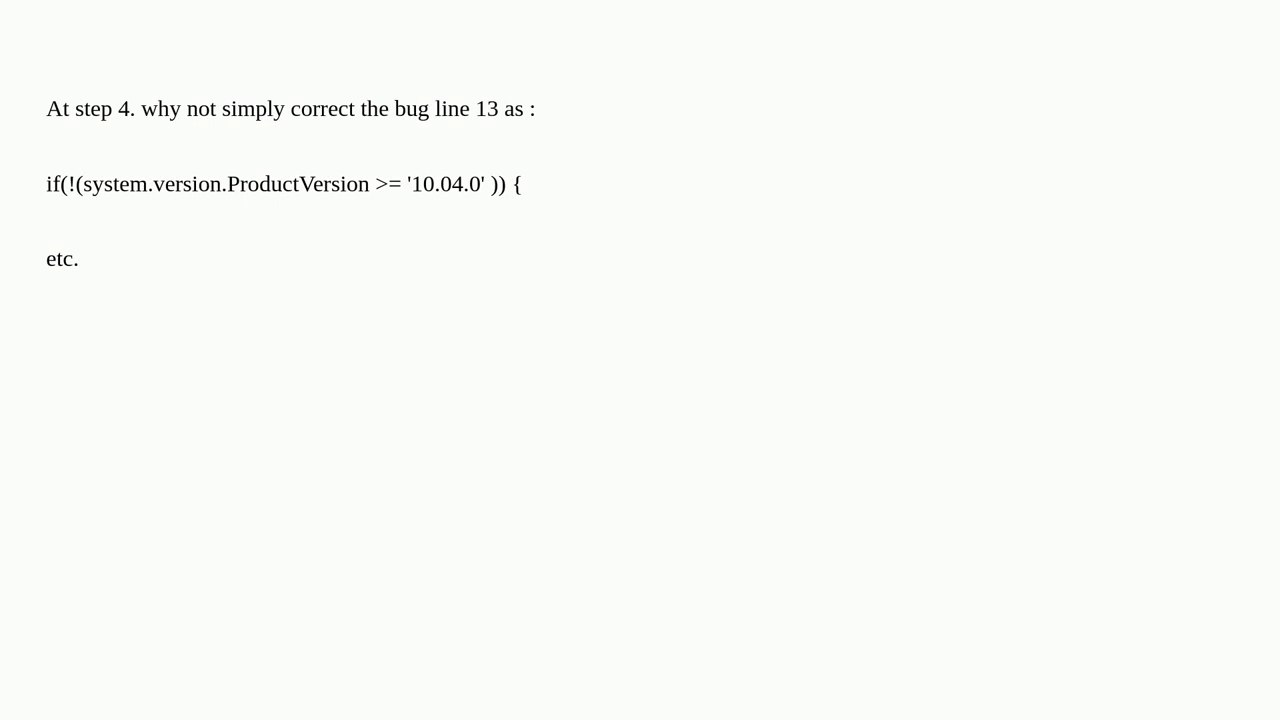 At step 4. why not simply correct the bug line 13 as :
if(!(system.version.ProductVersion >= '10.04.0' )) {
etc.